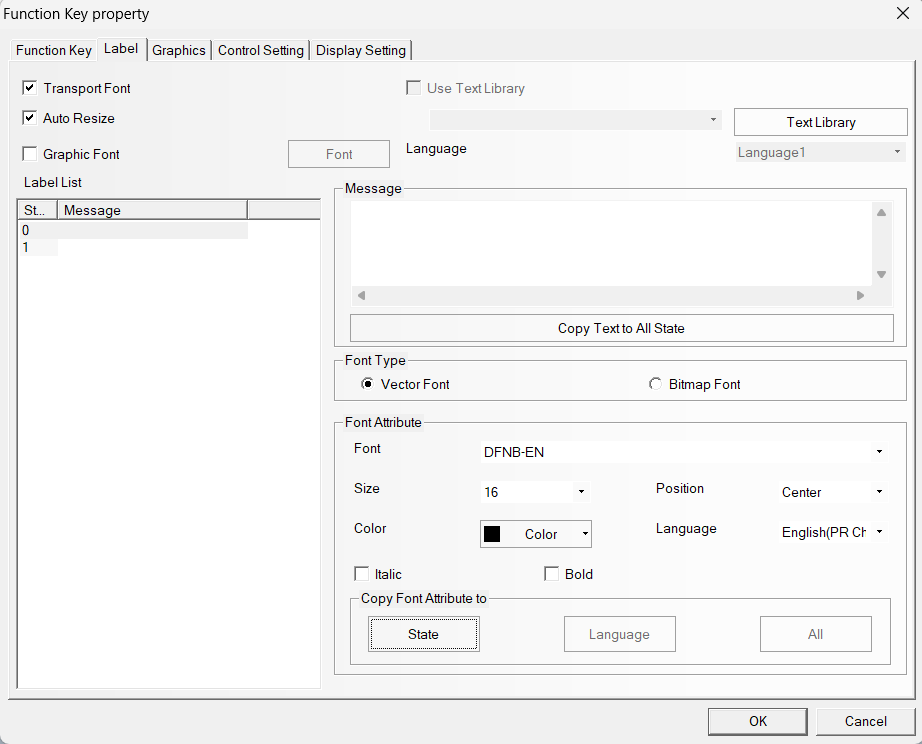 Function Key property
Function Key Label Graphics Control Setting Display Setting
Transport Font
Use Text Library
Auto Resize
Text Library
Graphic Font
Font
Language
Language1
Label List
St... Message
0
1
Message
Copy Text to All State
Font Type
Vector Font
Bitmap Font
Font Attribute
Font
DFNB-EN
Size
16
Position
Center
Color
Color
Language
English(PR Ch
Italic
Bold
Copy Font Attribute to
State
Language
All
OK
Cancel